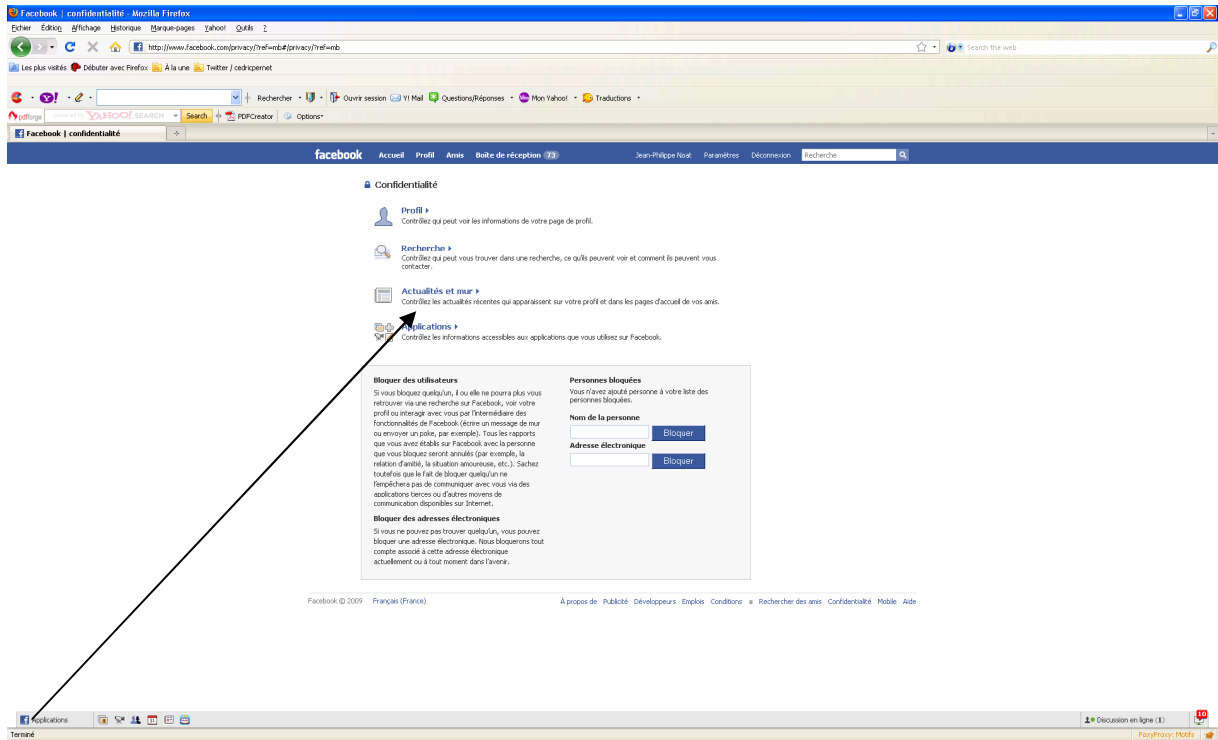 Facebook | confidentialité - Mozilla Firefox
Fichier Édition Affichage Historique Marque-pages Yahoo! Outils ?
http://www.facebook.com/privacy/?ref=mb#/privacy/?ref=mb
Search the web
Les plus visités Débuter avec Firefox À la une Twitter / cedricpernet
Rechercher Ouvrir session Y! Mail Questions/Réponses Mon Yahoo! Traductions
pdfforge powered by YAHOO! SEARCH Search PDFCreator Options
Facebook | confidentialité
facebook Accueil Profil Amis Boîte de réception 73 Jean-Philippe Noat Paramètres Déconnexion Recherche
Confidentialité
Profil
Contrôlez qui peut voir les informations de votre page de profil.
Recherche
Contrôlez qui peut vous trouver dans une recherche, ce qu'ils peuvent voir et comment ils peuvent vous
contacter.
Actualités et mur
Contrôlez les actualités récentes qui apparaissent sur votre profil et dans les pages d'accueil de vos amis.
Applications
Contrôlez les informations accessibles aux applications que vous utilisez sur Facebook.
Bloquer des utilisateurs
Si vous bloquez quelqu'un, il ou elle ne pourra plus vous
retrouver via une recherche sur Facebook, voir votre
profil ou interagir avec vous par l'intermédiaire des
fonctionnalités de Facebook (écrire un message de mur
ou envoyer un poke, par exemple). Tous les rapports
que vous avez établis sur Facebook avec la personne
que vous bloquez seront annulés (par exemple, la
relation d'amitié, la situation amoureuse, etc.). Sachez
toutefois que le fait de bloquer quelqu'un ne
l'empêchera pas de communiquer avec vous via des
applications tierces ou d'autres moyens de
communication disponibles sur Internet.
Bloquer des adresses électroniques
Si vous ne pouvez pas trouver quelqu'un, vous pouvez
bloquer une adresse électronique. Nous bloquerons tout
compte associé à cette adresse électronique
actuellement ou à tout moment dans l'avenir.
Personnes bloquées
Vous n'avez ajouté personne à votre liste des
personnes bloquées.
Nom de la personne
Bloquer
Adresse électronique
Bloquer
Facebook © 2009 Français (France) À propos de Publicité Développeurs Emplois Conditions Rechercher des amis Confidentialité Mobile Aide
Applications Discussion en ligne (1) 10
Terminé FoxyProxy: Motifs